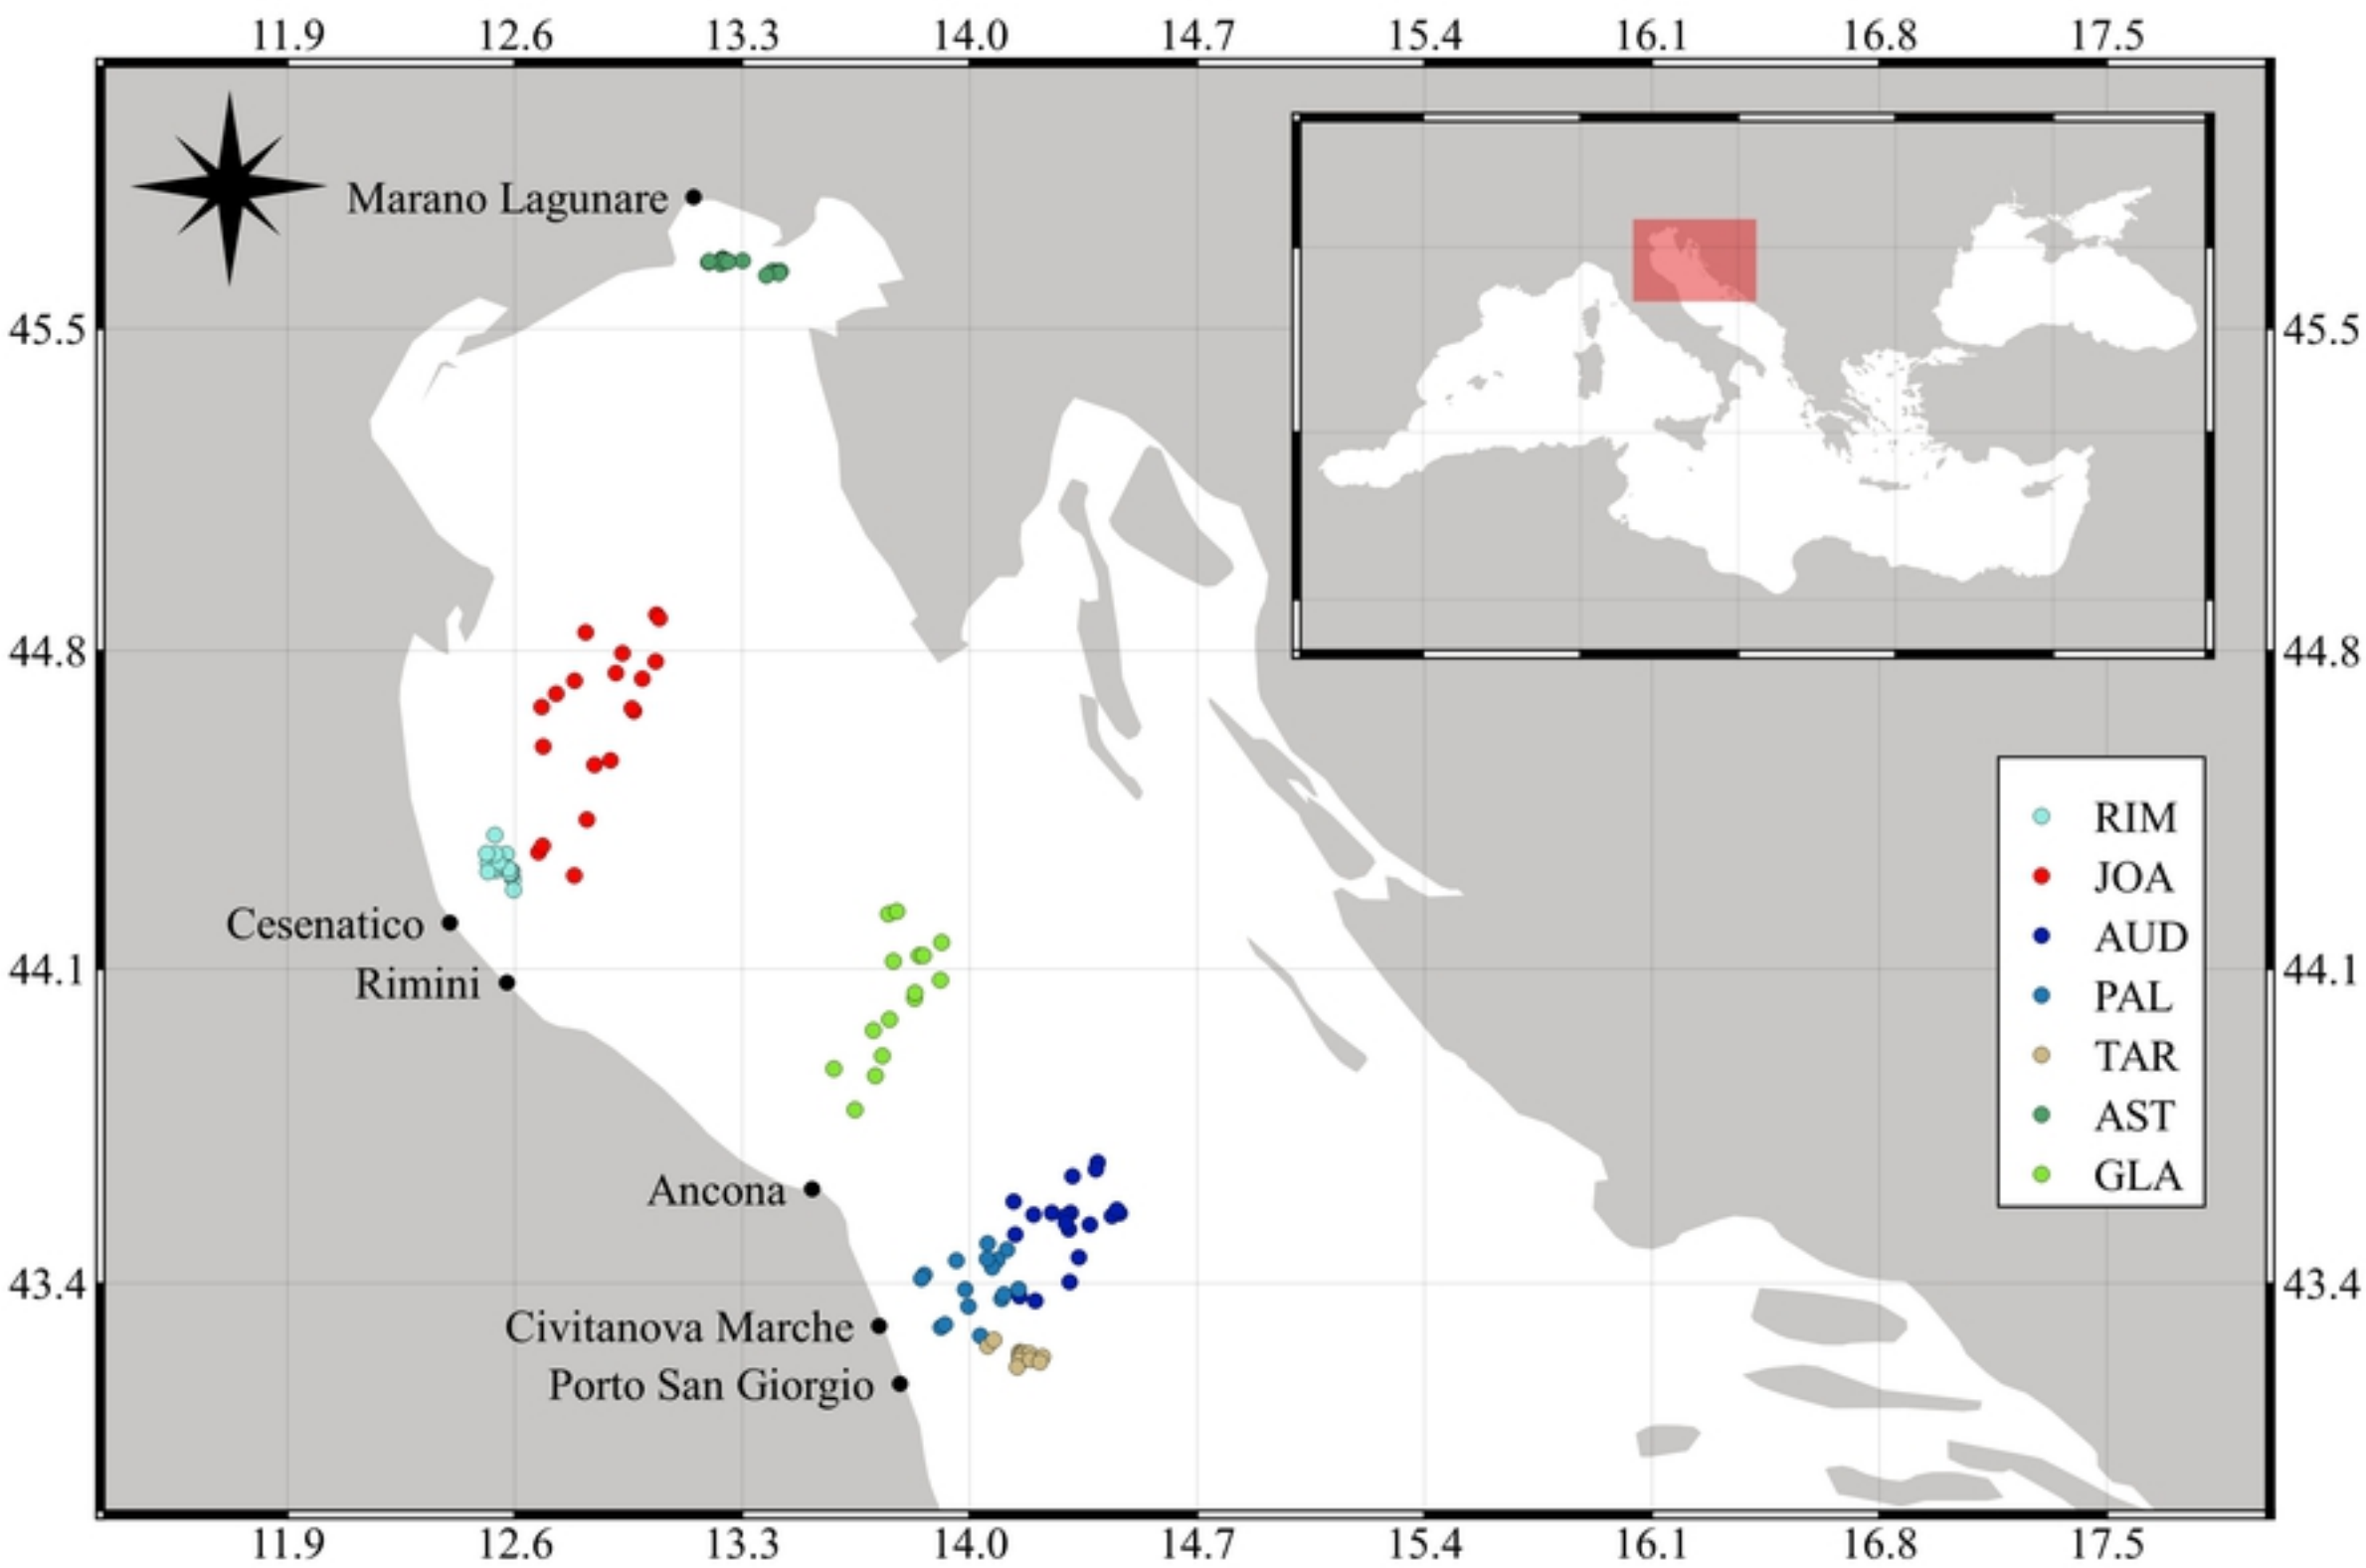 11.9 12.6 13.3 14.0 14.7 15.4 16.1 16.8 17.5
Marano Lagunare
45.5 45.5
44.8 44.8
RIM
JOA
Cesenatico
AUD
44.1 44.1
Rimini
PAL
TAR
AST
GLA
Ancona
43.4 43.4
Civitanova Marche
Porto San Giorgio
11.9 12.6 13.3 14.0 14.7 15.4 16.1 16.8 17.5